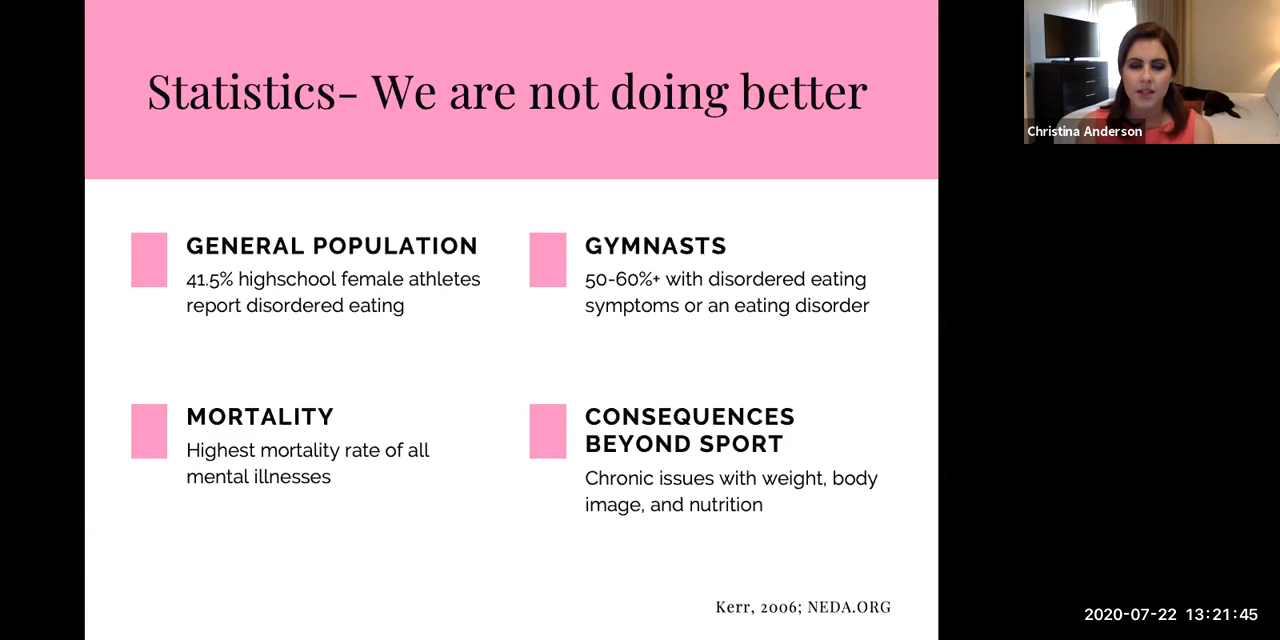 Statistics- We are not doing better
GENERAL POPULATION
41.5% highschool female athletes
report disordered eating
GYMNASTS
50-60%+ with disordered eating
symptoms or an eating disorder
MORTALITY
Highest mortality rate of all
mental illnesses
CONSEQUENCES
BEYOND SPORT
Chronic issues with weight, body
image, and nutrition
Kerr, 2006; NEDA.ORG
Christina Anderson
2020-07-22 13:21:45